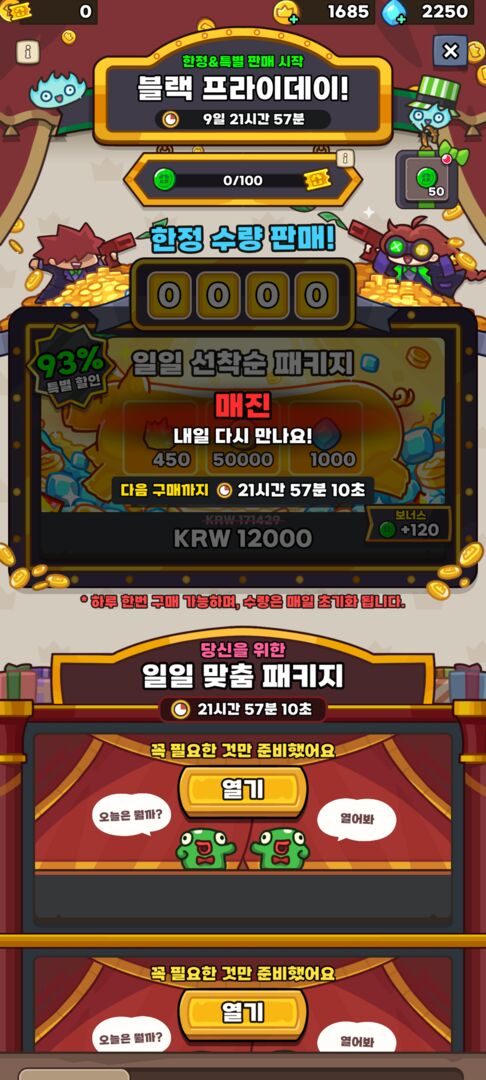 0
1685
2250
i
한정&특별 판매 시작
블랙 프라이데이!
9일 21시간 57분
i
0/100
50
한정 수량 판매!
0 0 0 0
93%
특별 할인
일일 선착순 패키지
매진
450 50000 1000
내일 다시 만나요!
다음 구매까지 21시간 57분 10초
KRW 171429
KRW 12000
보너스
+120
* 하루 한번 구매 가능하며, 수량은 매일 초기화 됩니다.
당신을 위한
일일 맞춤 패키지
21시간 57분 10초
꼭 필요한 것만 준비했어요
열기
오늘은 뭘까?
열어봐
꼭 필요한 것만 준비했어요
열기
오늘은 뭘까?
열어봐